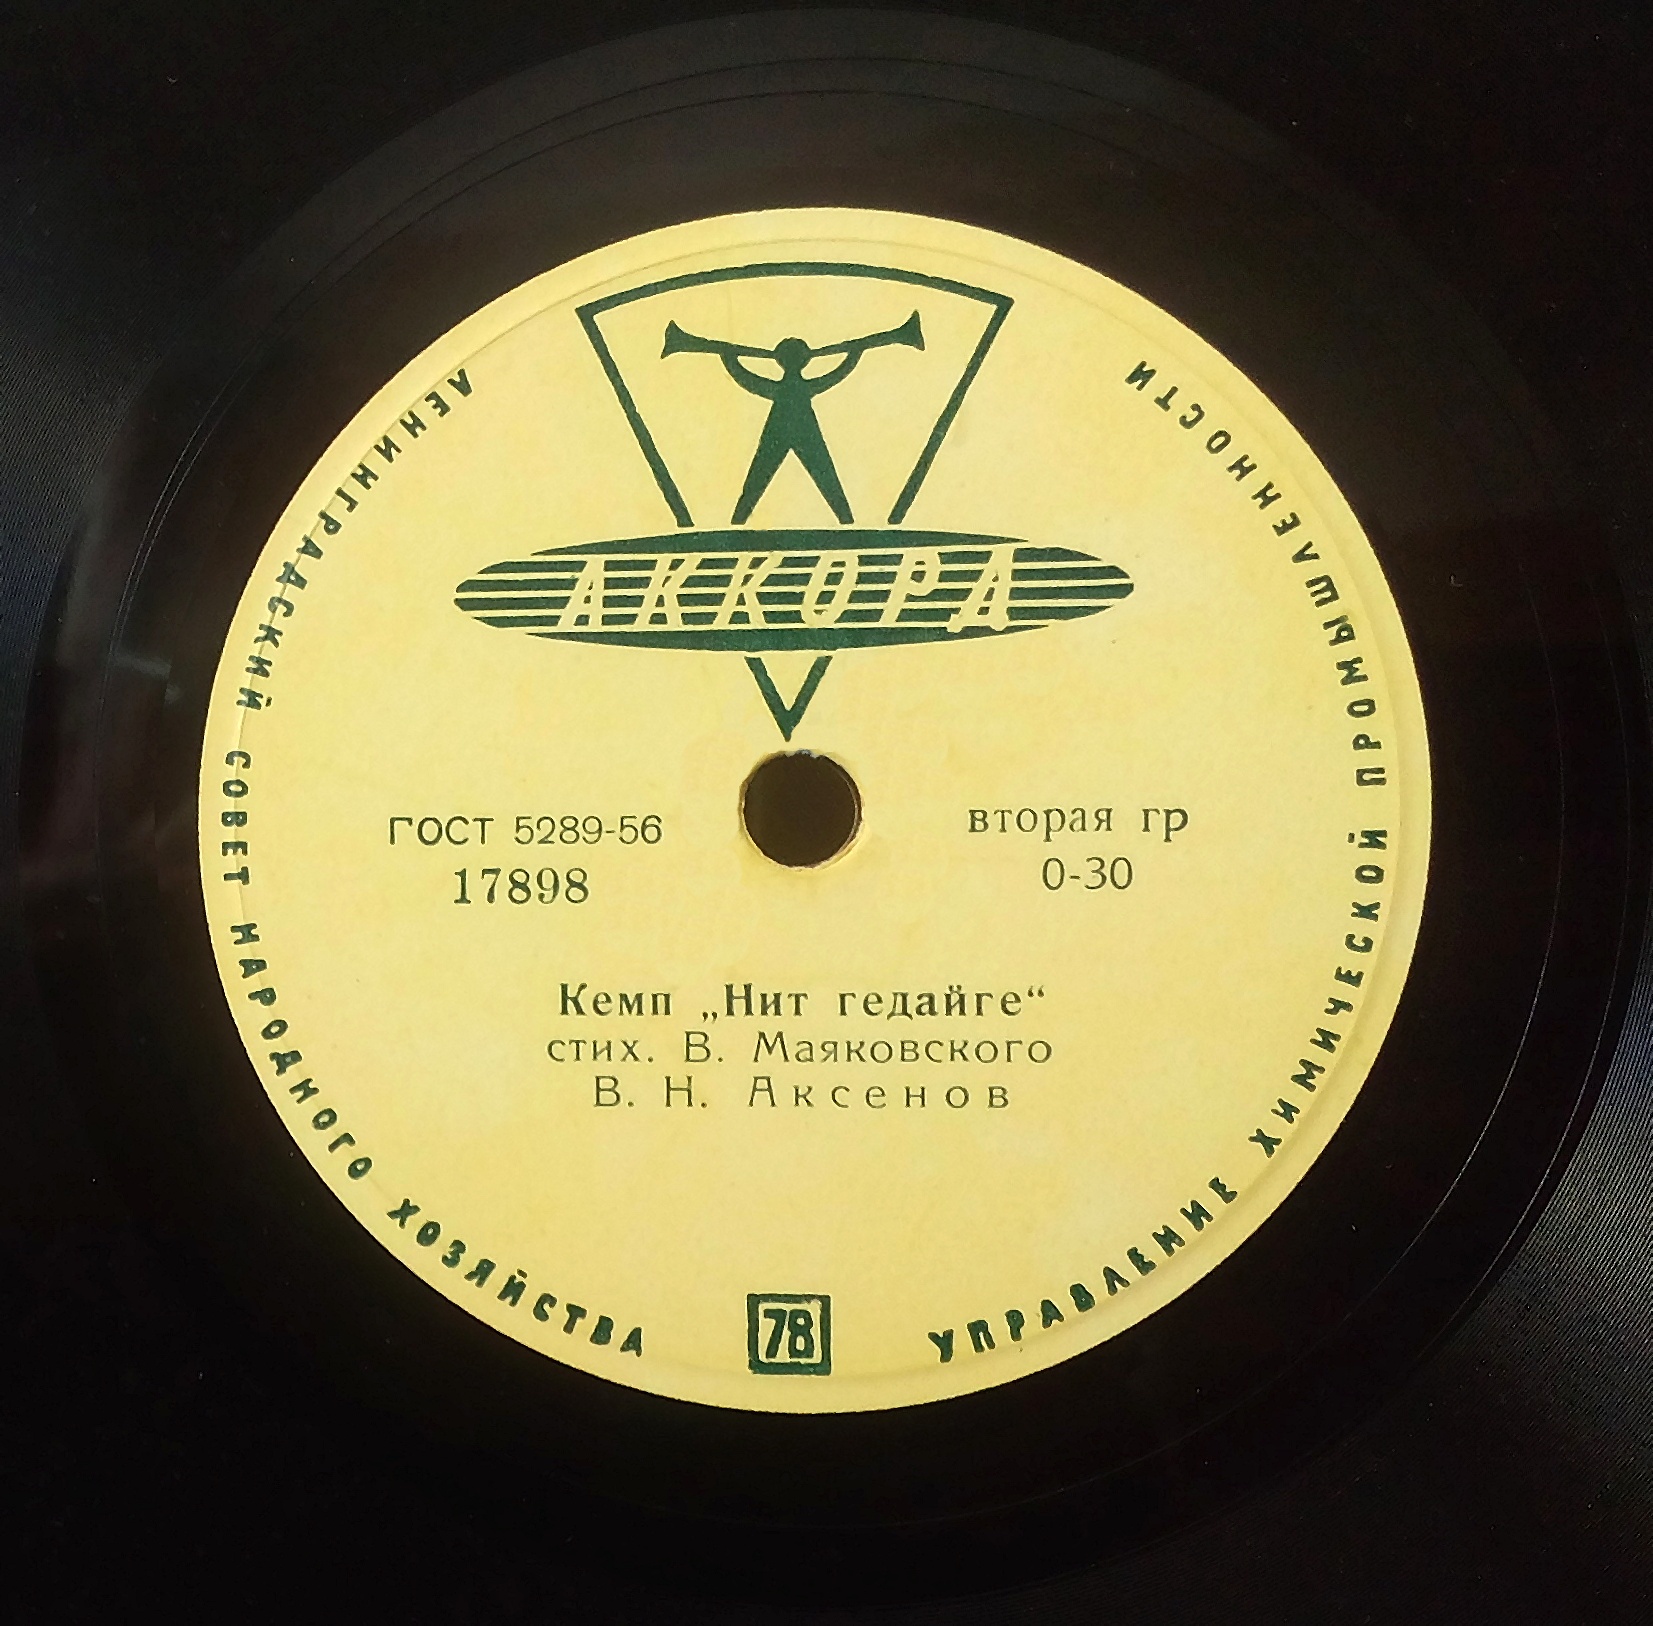 АККОРД
ГОСТ 5289-56
17898
вторая гр
0-30
Кемп „Нит гедайге“
стих. В. Маяковского
В. Н. Аксенов
78
ЛЕНИНГРАДСКИЙ СОВЕТ НАРОДНОГО ХОЗЯЙСТВА
УПРАВЛЕНИЕ ХИМИЧЕСКОЙ ПРОМЫШЛЕННОСТИ